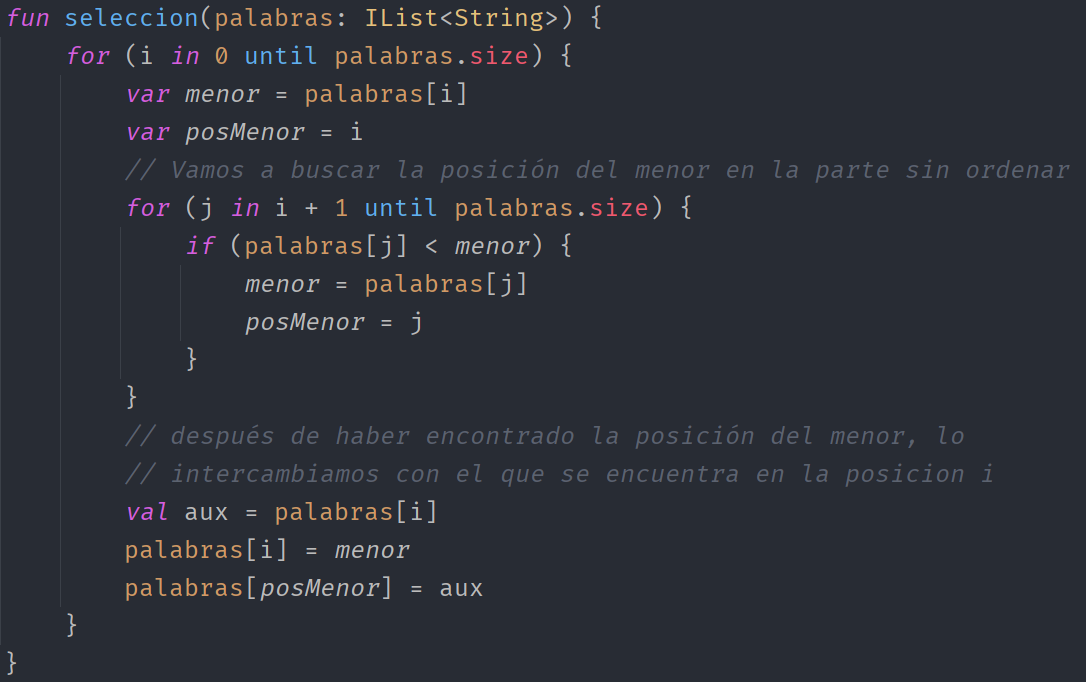 fun seleccion(palabras: IList<String>) {
    for (i in 0 until palabras.size) {
        var menor = palabras[i]
        var posMenor = i
        // Vamos a buscar la posición del menor en la parte sin ordenar
        for (j in i + 1 until palabras.size) {
            if (palabras[j] < menor) {
                menor = palabras[j]
                posMenor = j
            }
        }
        // después de haber encontrado la posición del menor, lo
        // intercambiamos con el que se encuentra en la posicion i
        val aux = palabras[i]
        palabras[i] = menor
        palabras[posMenor] = aux
    }
}